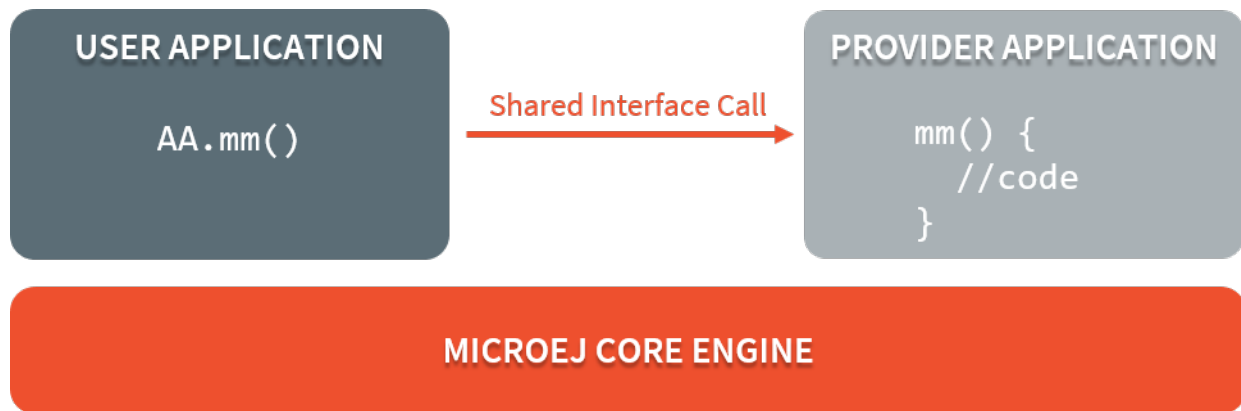 USER APPLICATION
AA.mm()
Shared Interface Call
PROVIDER APPLICATION
mm() {
//code
}
MICROEJ CORE ENGINE